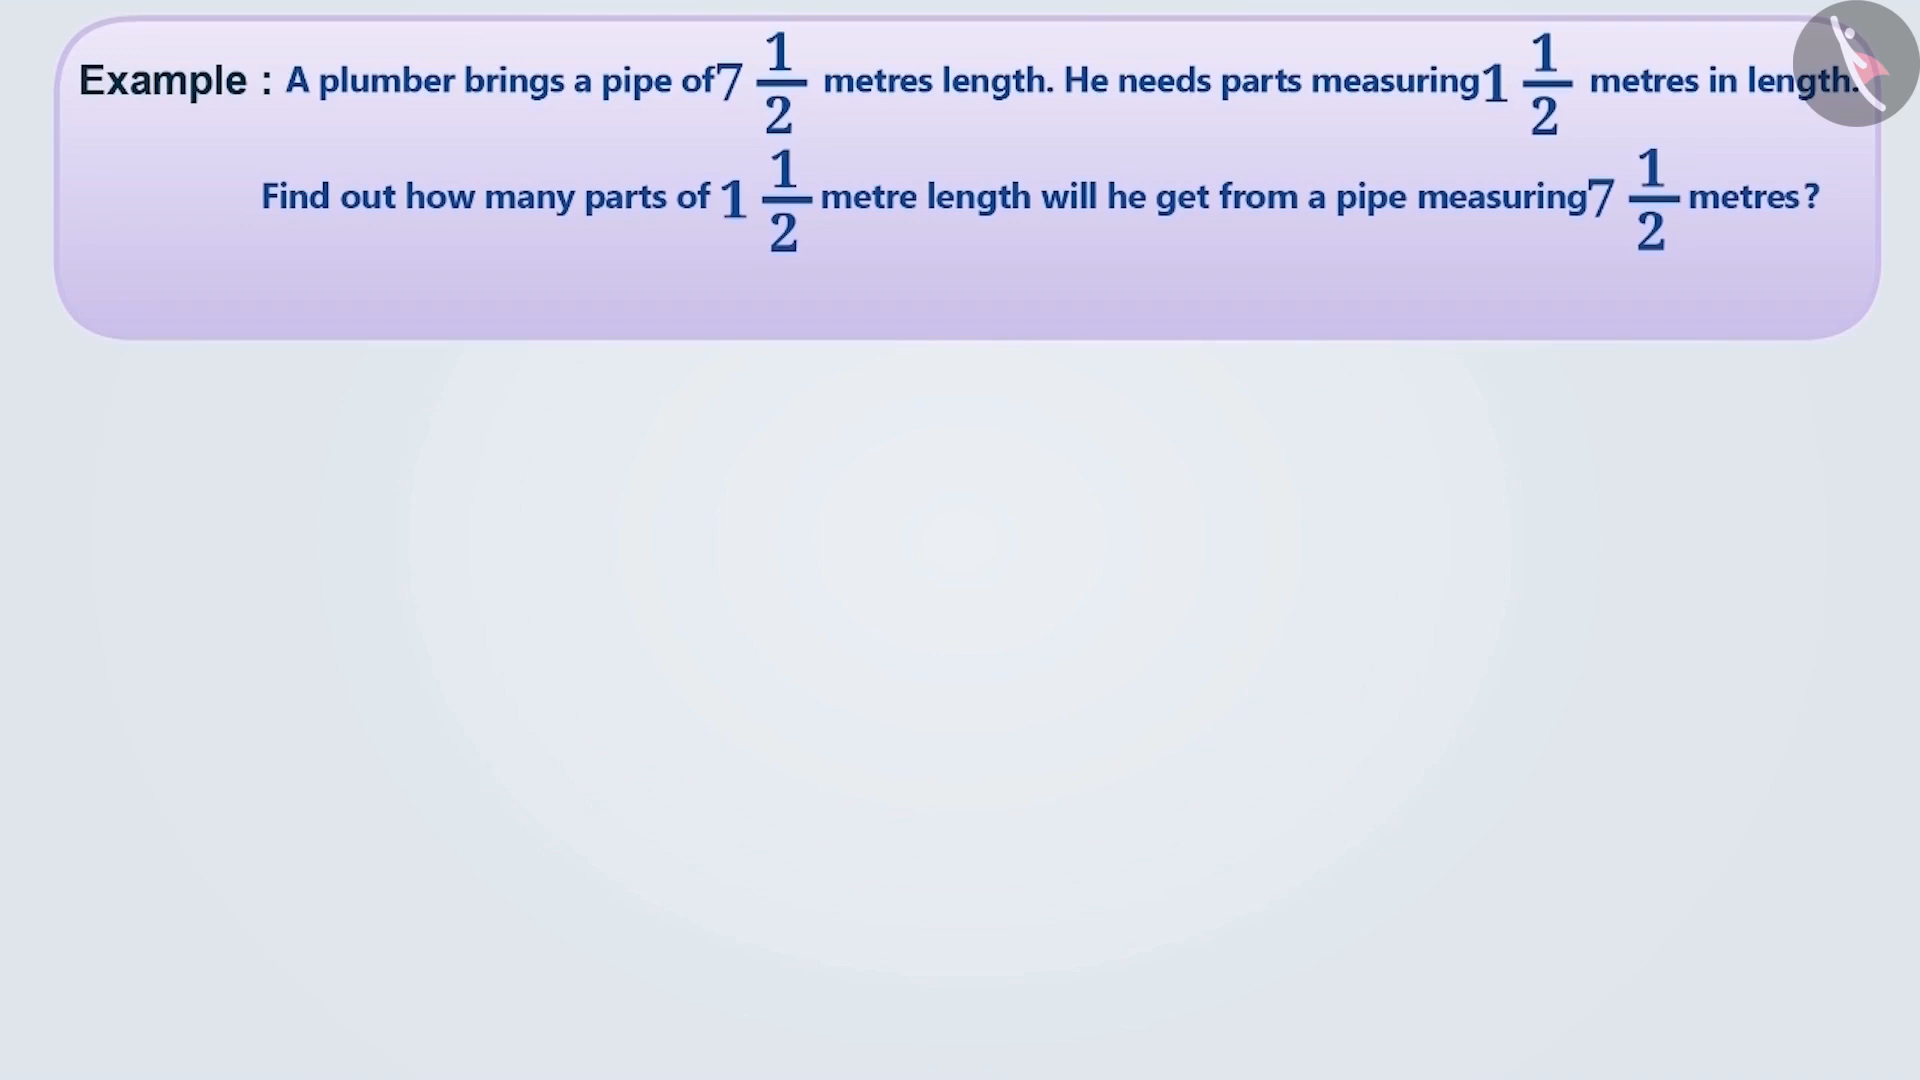 Example : A plumber brings a pipe of 7 1/2 metres length. He needs parts measuring 1 1/2 metres in length.
Find out how many parts of 1 1/2 metre length will he get from a pipe measuring 7 1/2 metres?